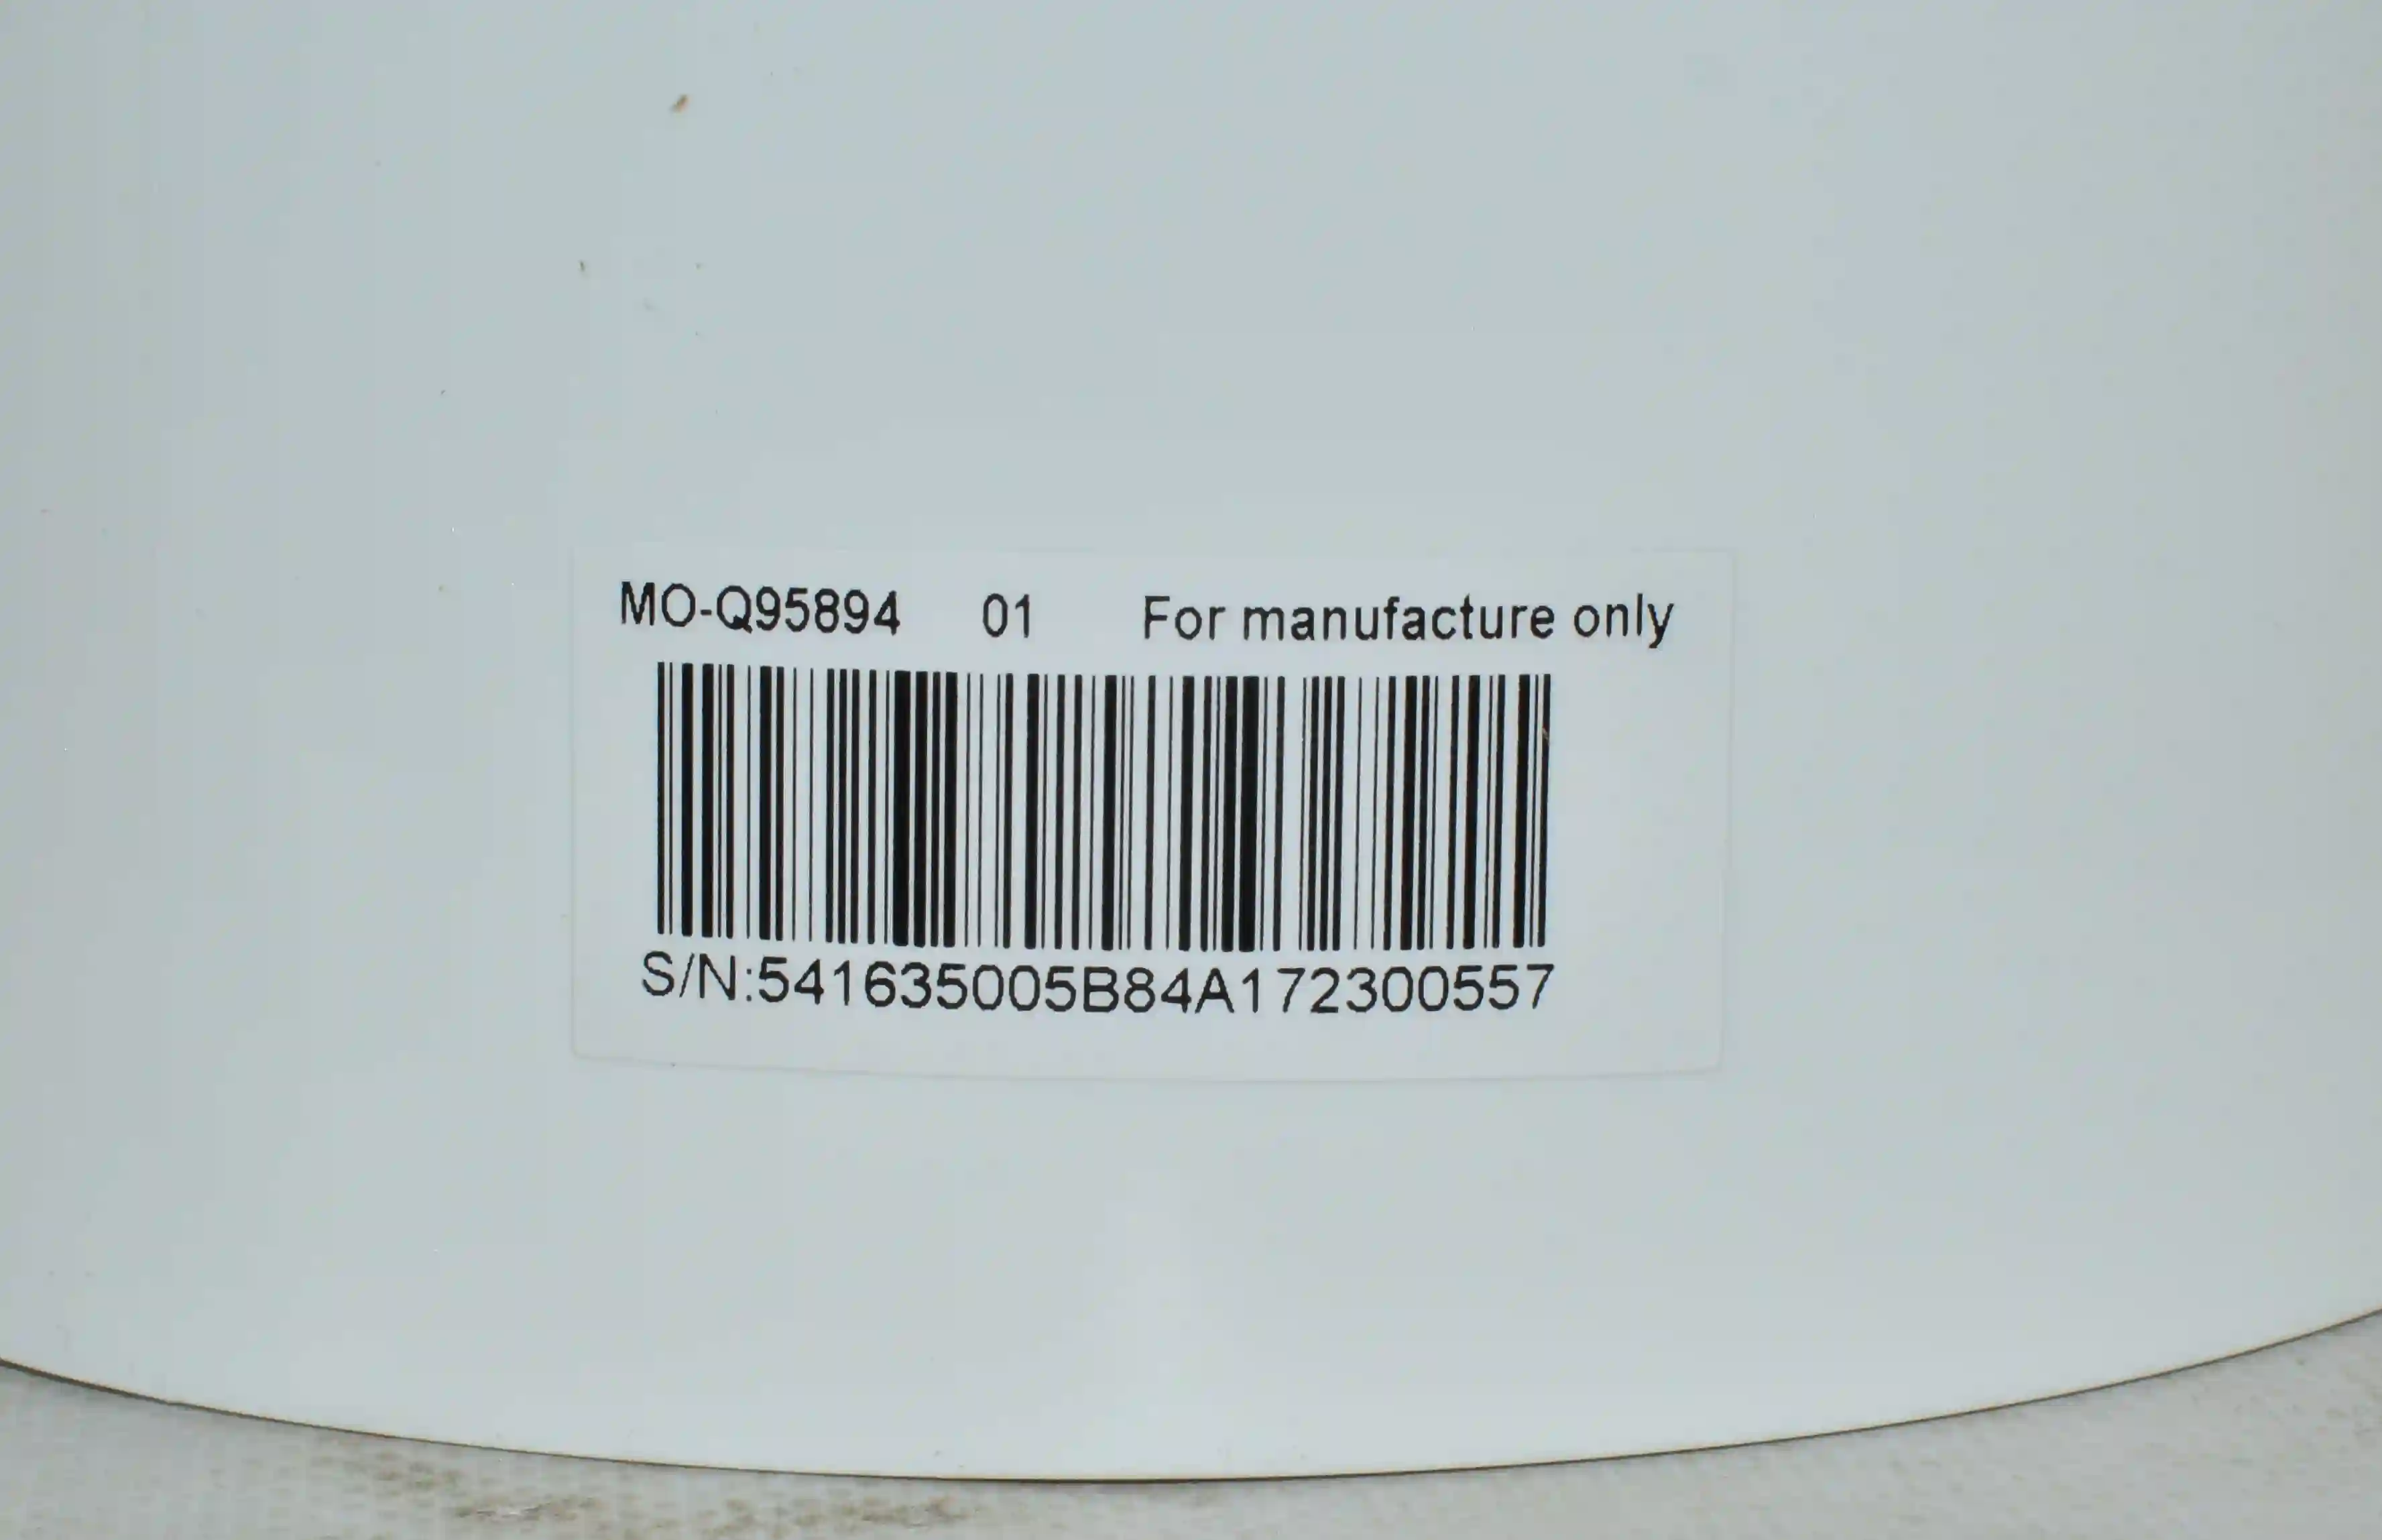 MO-Q95894 01 For manufacture only
S/N:541635005B84A172300557